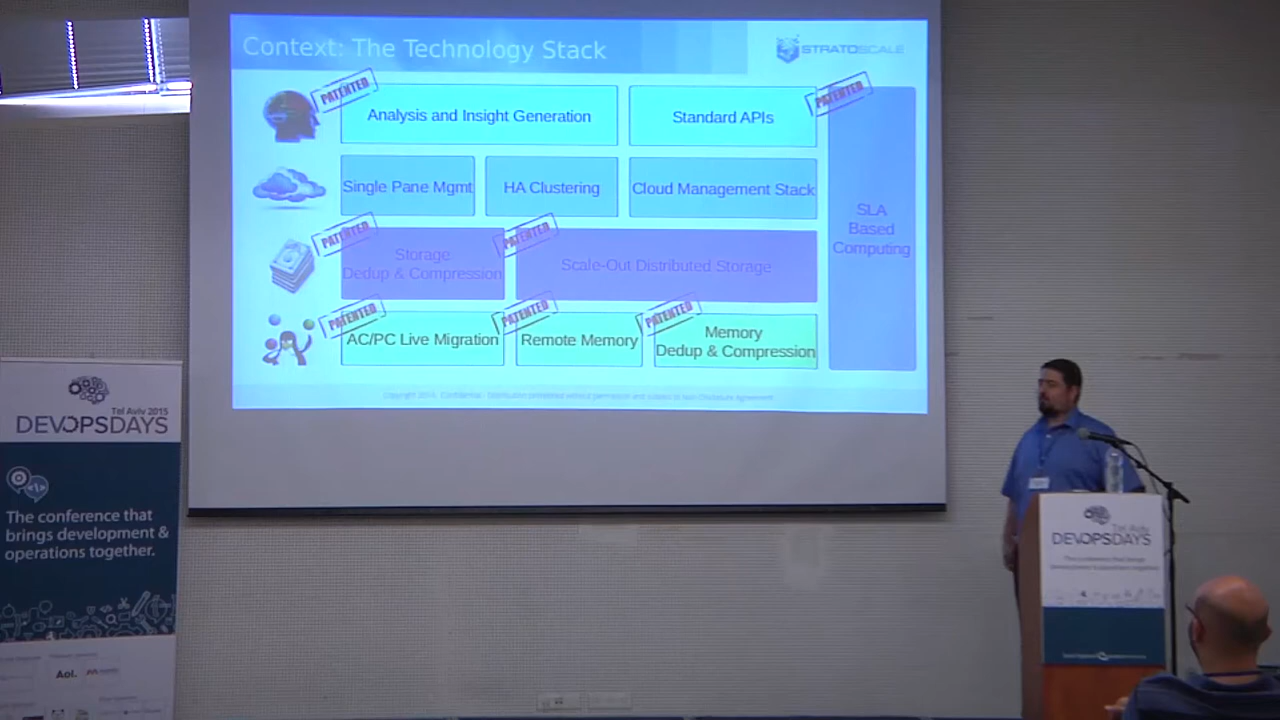 Context: The Technology Stack
STRATOSCALE
PATENTED
Analysis and Insight Generation
Standard APIs
PATENTED
Single Pane Mgmt
HA Clustering
Cloud Management Stack
SLA
Based
Computing
PATENTED
Storage
Dedup & Compression
PATENTED
Scale-Out Distributed Storage
PATENTED
AC/PC Live Migration
PATENTED
Remote Memory
PATENTED
Memory
Dedup & Compression
Tel Aviv 2015
DEVOPSDAYS
The conference that
brings development &
operations together.
Aol.
Tel Aviv
DEVOPSDAYS